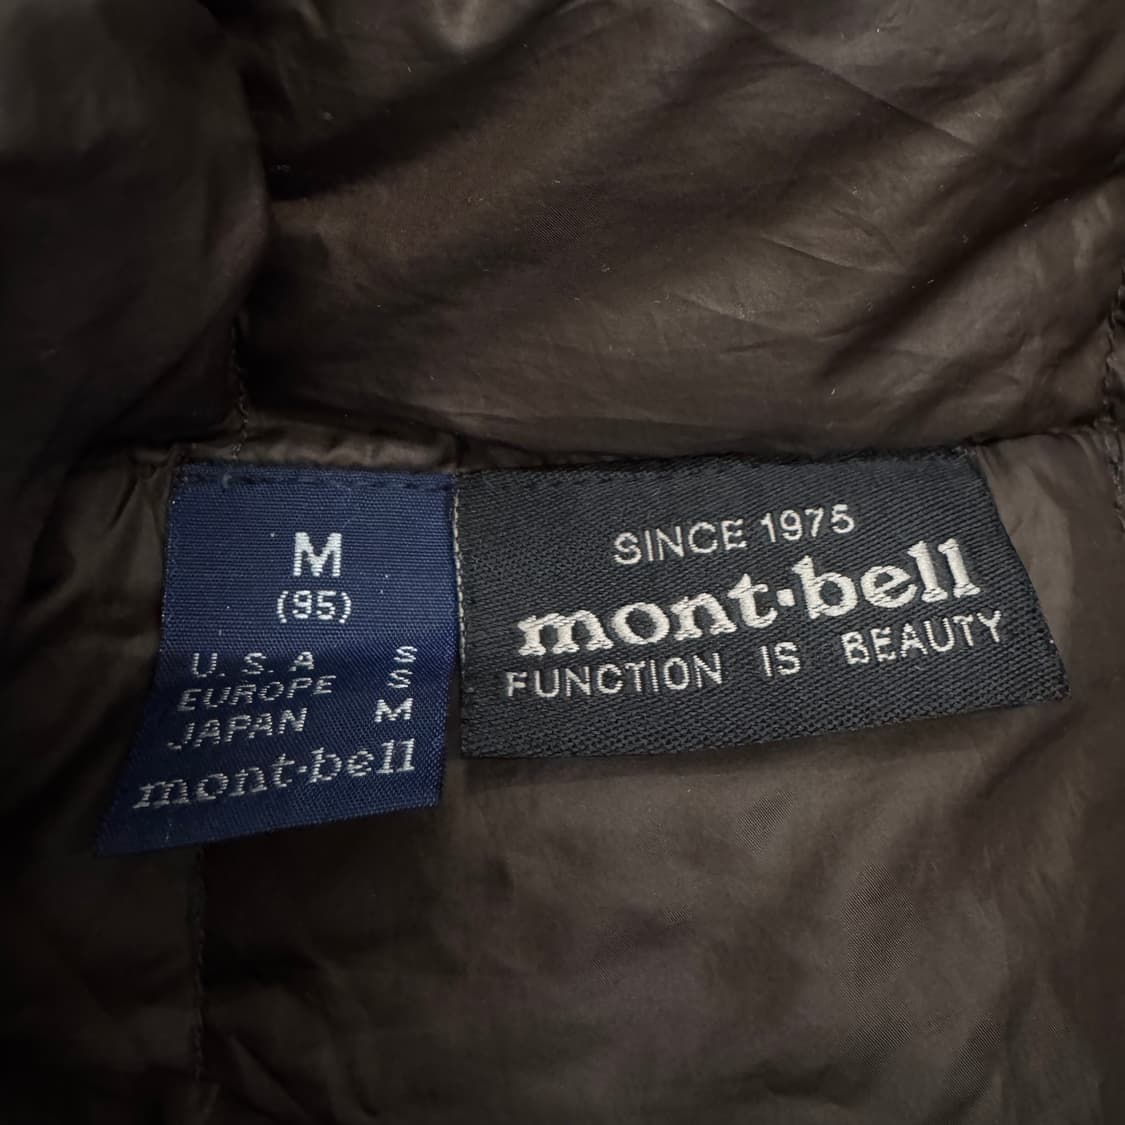 M
(95)
U.S.A S
EUROPE S
JAPAN M
mont·bell
SINCE 1975
mont·bell
FUNCTION IS BEAUTY